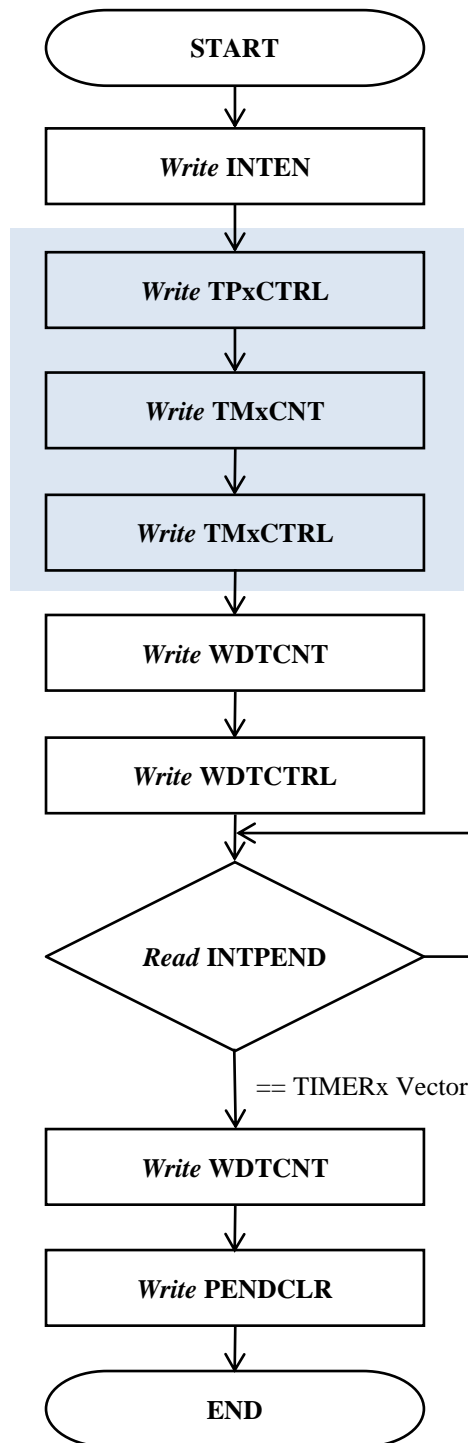 START
Write INTEN
Write TPxCTRL
Write TMxCNT
Write TMxCTRL
Write WDTCNT
Write WDTCTRL
Read INTPEND
== TIMERx Vector
Write WDTCNT
Write PENDCLR
END